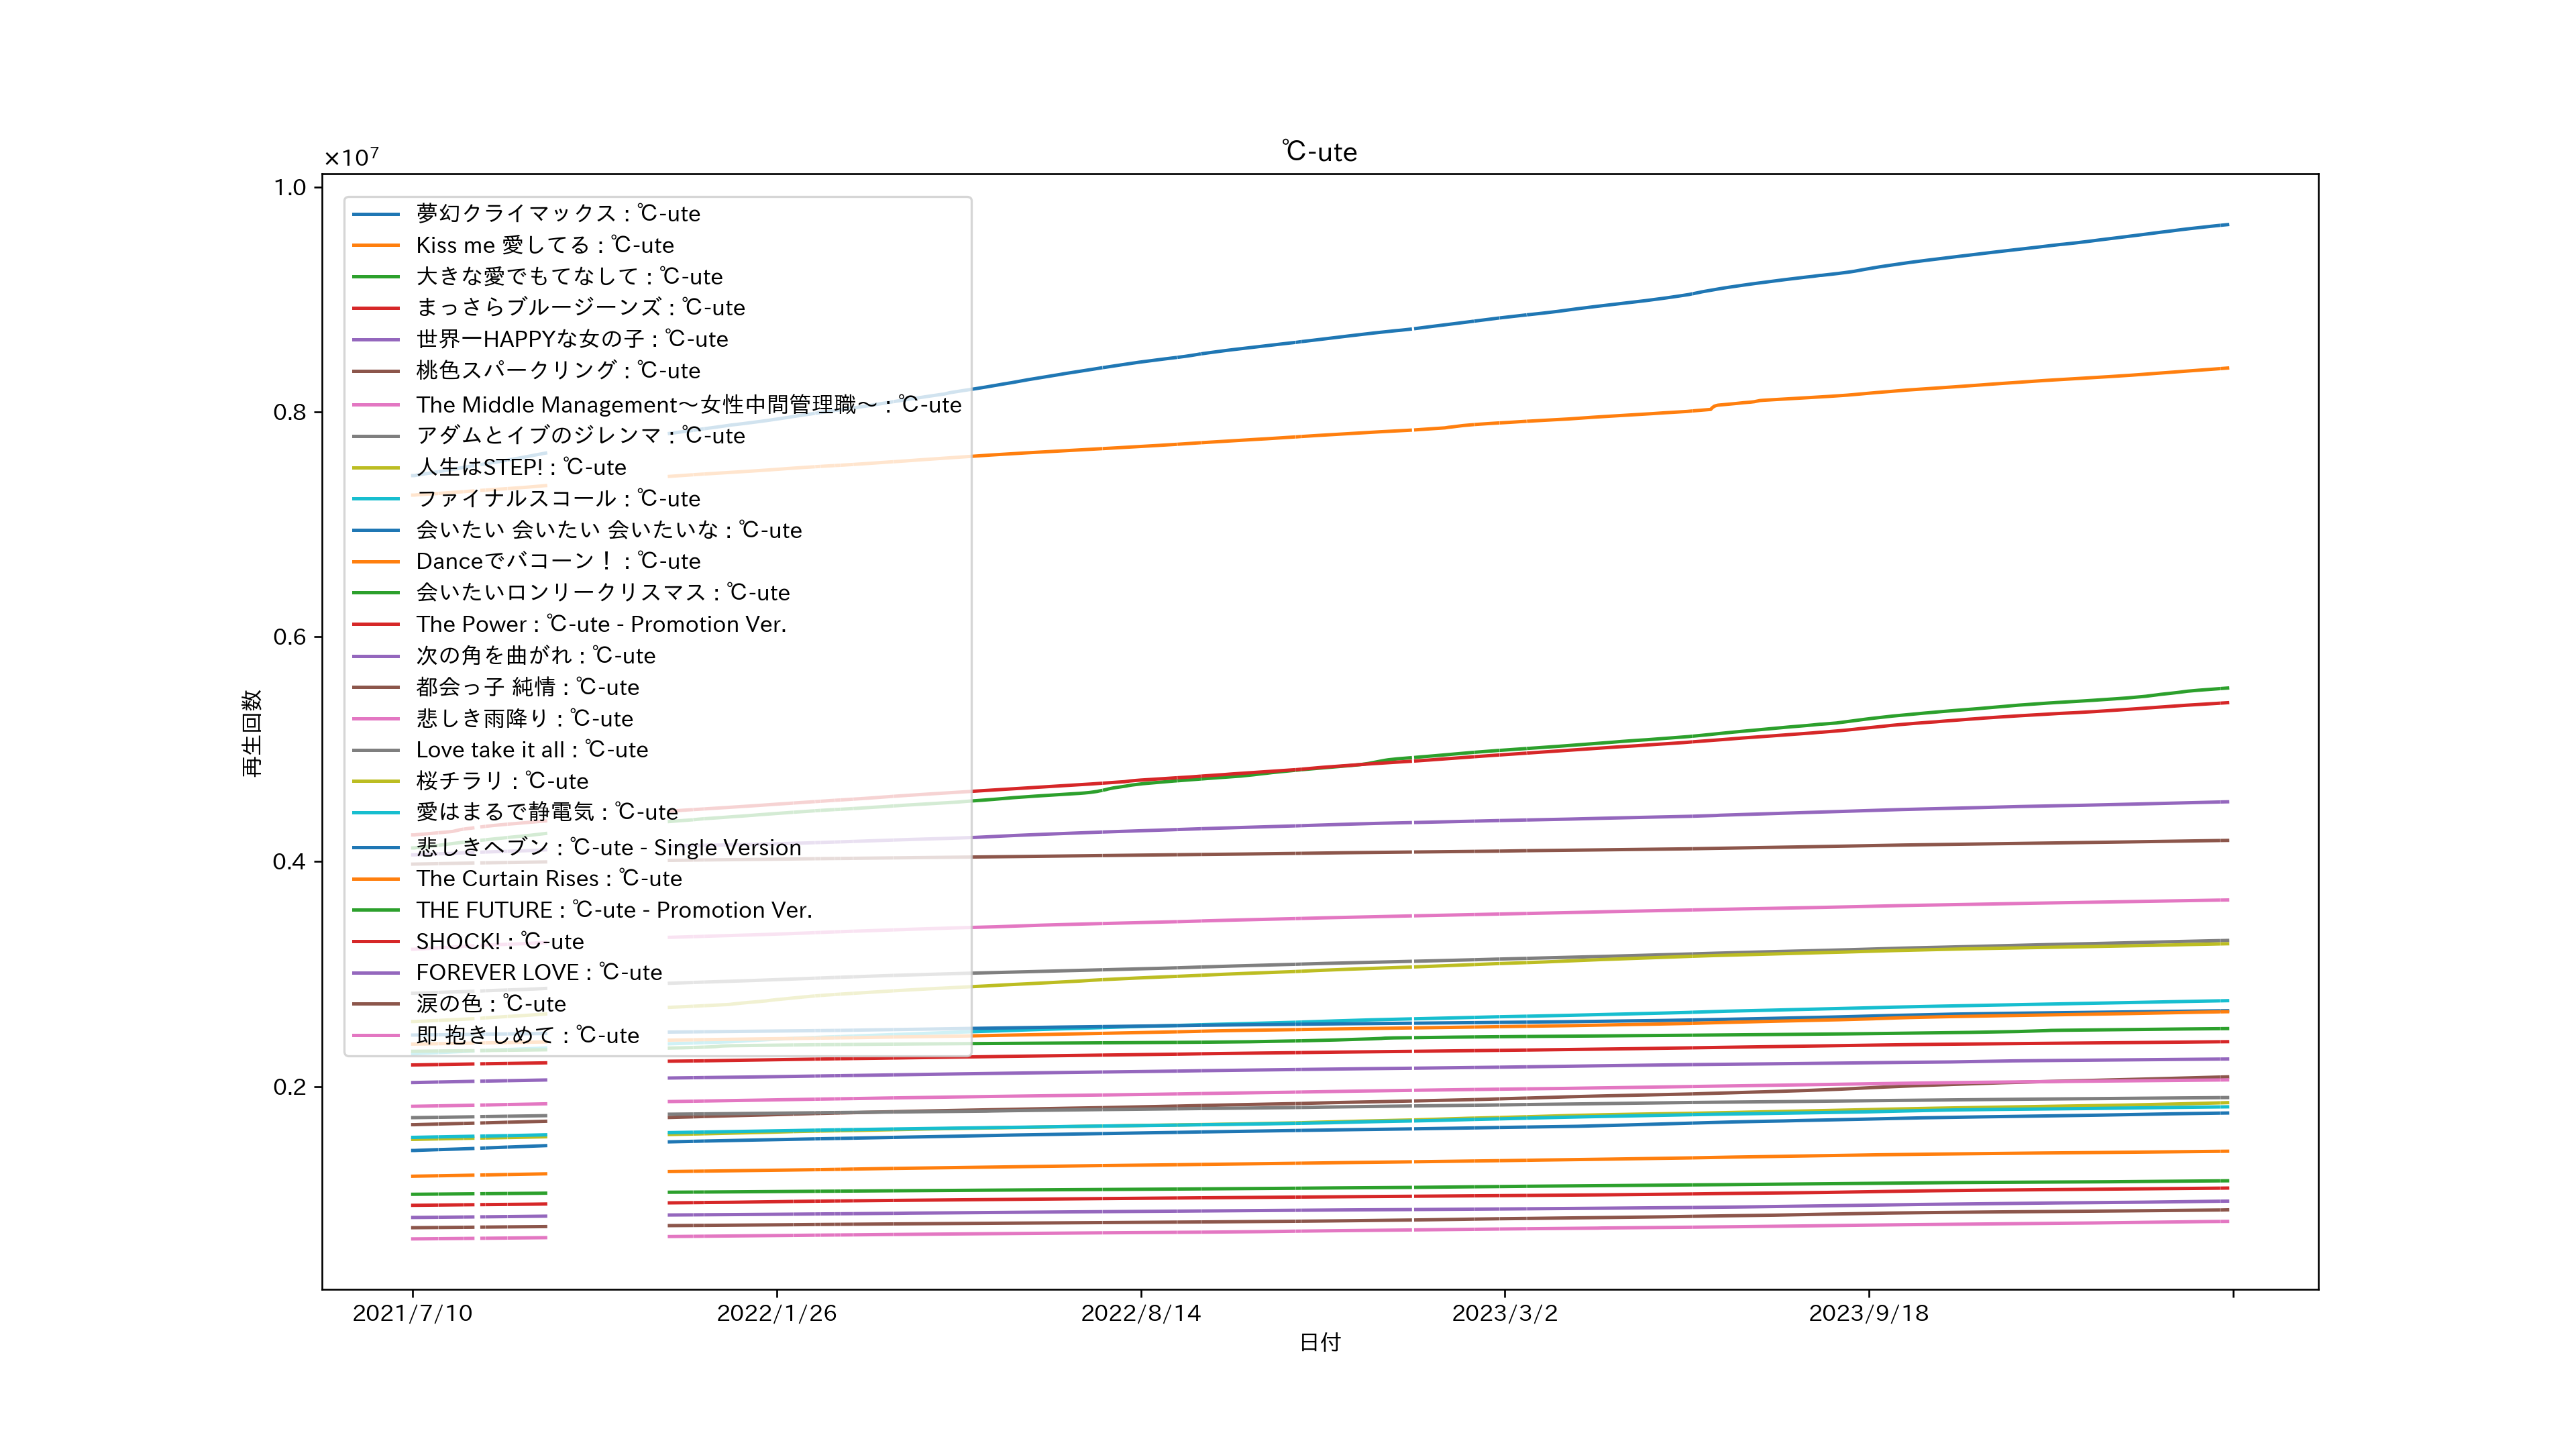 ℃-ute
×10⁷
1.0
0.8
0.6
0.4
0.2
再生回数
夢幻クライマックス : ℃-ute
Kiss me 愛してる : ℃-ute
大きな愛でもてなして : ℃-ute
まっさらブルージーンズ : ℃-ute
世界一HAPPYな女の子 : ℃-ute
桃色スパークリング : ℃-ute
The Middle Management～女性中間管理職～ : ℃-ute
アダムとイブのジレンマ : ℃-ute
人生はSTEP! : ℃-ute
ファイナルスコール : ℃-ute
会いたい 会いたい 会いたいな : ℃-ute
Danceでバコーン！ : ℃-ute
会いたいロンリークリスマス : ℃-ute
The Power : ℃-ute - Promotion Ver.
次の角を曲がれ : ℃-ute
都会っ子 純情 : ℃-ute
悲しき雨降り : ℃-ute
Love take it all : ℃-ute
桜チラリ : ℃-ute
愛はまるで静電気 : ℃-ute
悲しきヘブン : ℃-ute - Single Version
The Curtain Rises : ℃-ute
THE FUTURE : ℃-ute - Promotion Ver.
SHOCK! : ℃-ute
FOREVER LOVE : ℃-ute
涙の色 : ℃-ute
即 抱きしめて : ℃-ute
2021/7/10
2022/1/26
2022/8/14
2023/3/2
2023/9/18
日付